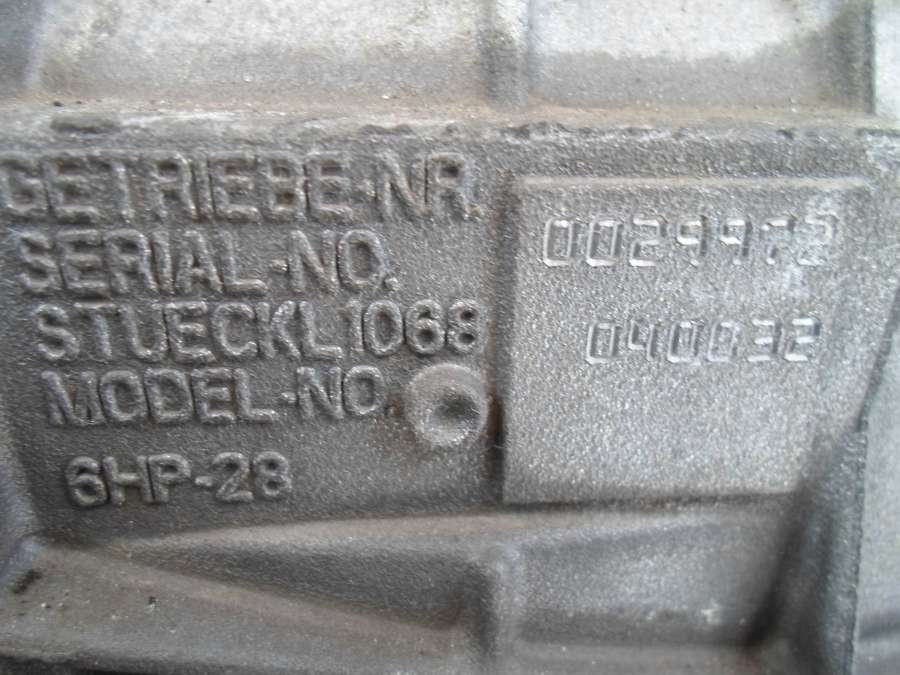 GETRIEBE-NR. 0029972
SERIAL-NO.
STUECKL1068 040032
MODEL-NO.
6HP-28